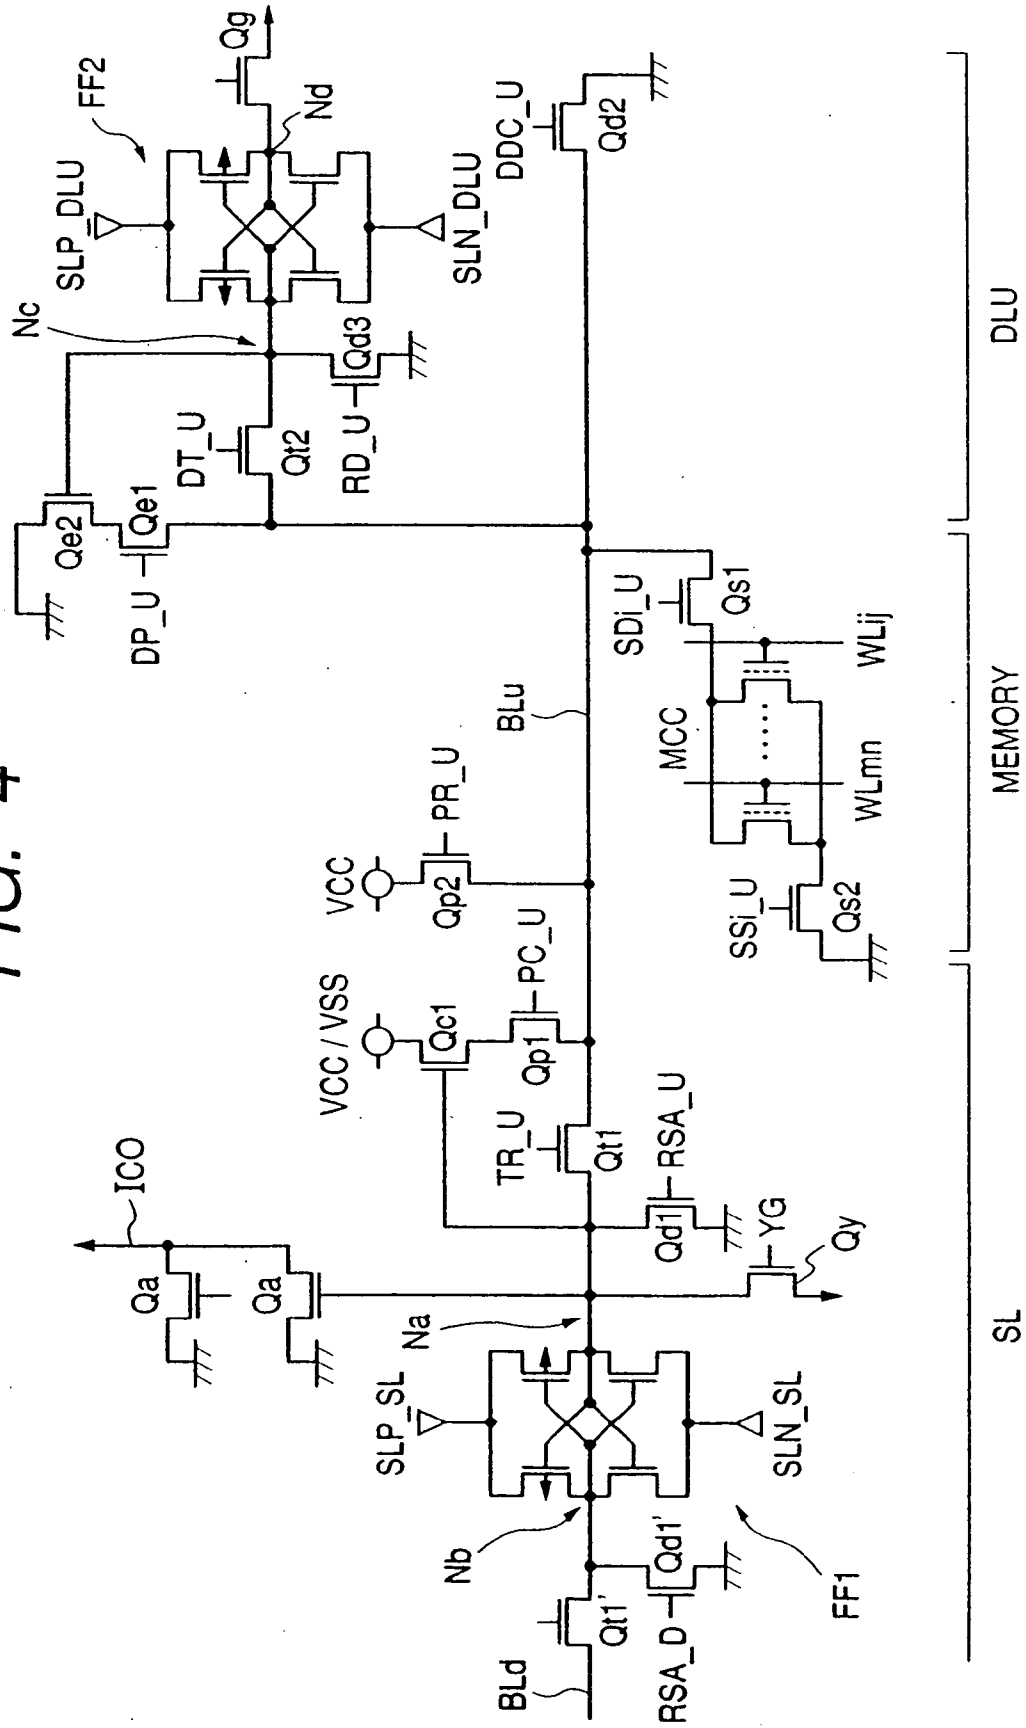 FIG. 4
ICO
Qa
Qa
VCC / VSS
Qc1
PC_U
Qp1
VCC
PR_U
Qp2
DP_U
Qe2
Qe1
DT_U
Qt2
RD_U
Qd3
Nc
SLP_DLU
FF2
SLN_DLU
Nd
Qg
SLP_SL
Na
Nb
SLN_SL
FF1
BLd
Qt1'
RSA_D
Qd1'
TR_U
Qt1
RSA_U
Qd1
YG
Qy
BLu
DDC_U
Qd2
SDi_U
Qs1
MCC
WLij
WLmn
SSi_U
Qs2
SL
MEMORY
DLU